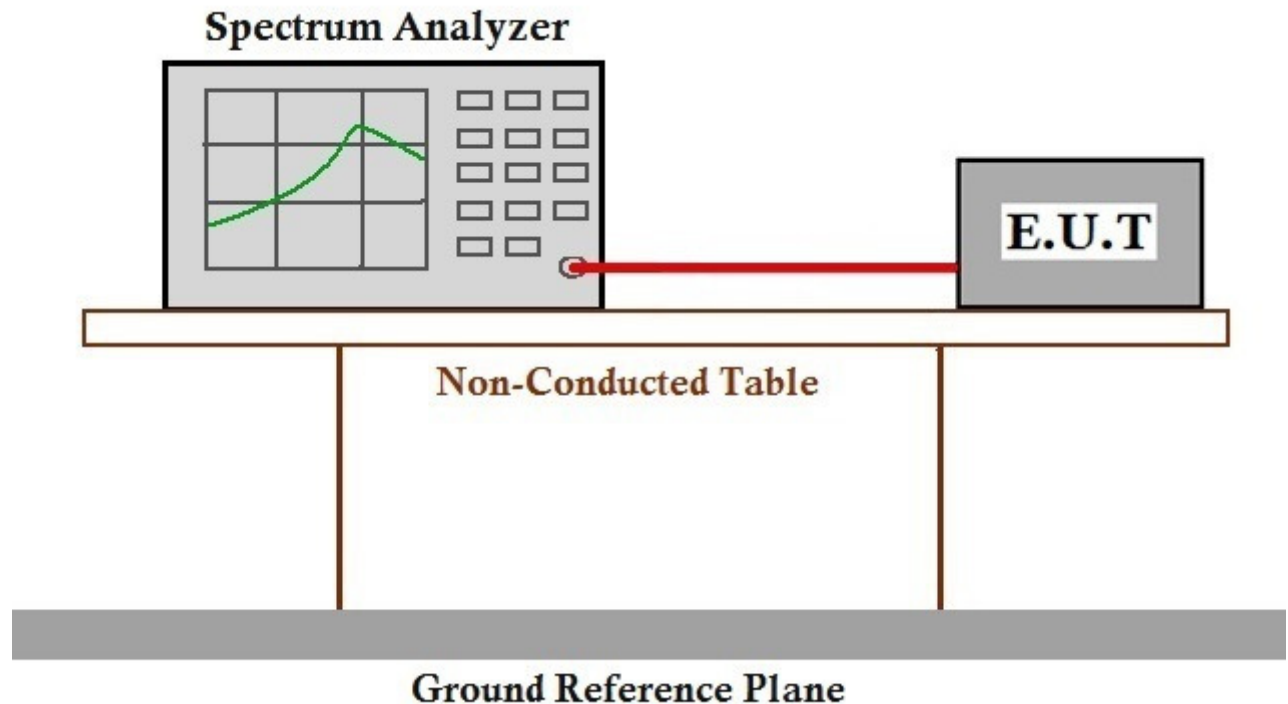 Spectrum Analyzer
E.U.T
Non-Conducted Table
Ground Reference Plane